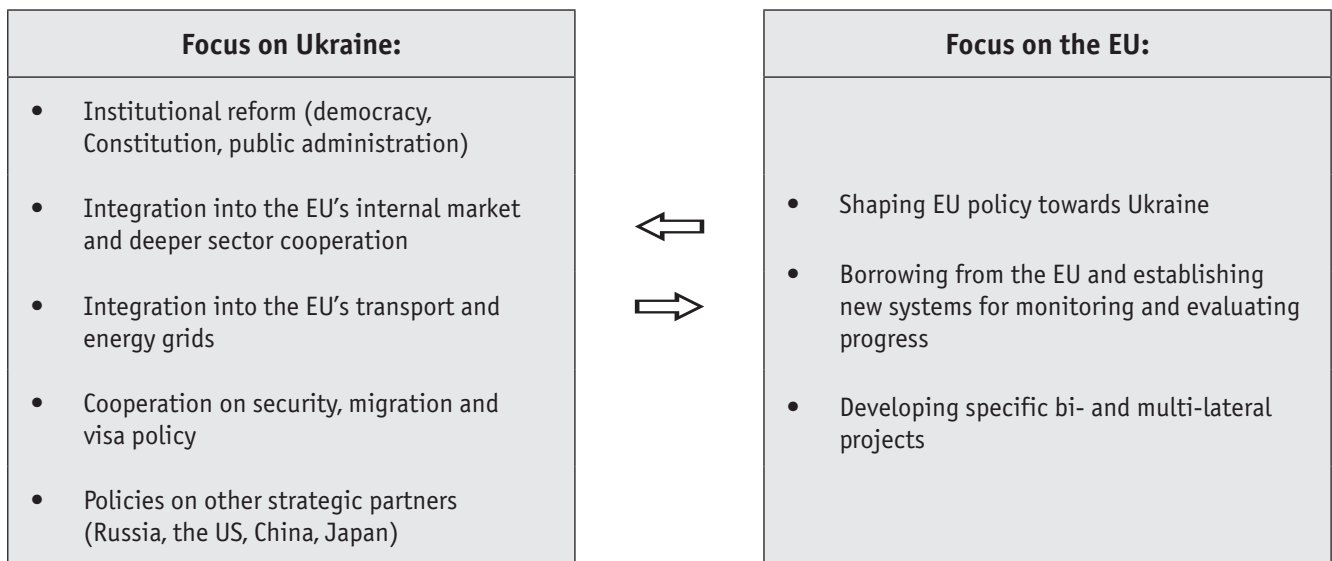 Focus on Ukraine:
• Institutional reform (democracy,
Constitution, public administration)
• Integration into the EU's internal market
and deeper sector cooperation
• Integration into the EU's transport and
energy grids
• Cooperation on security, migration and
visa policy
• Policies on other strategic partners
(Russia, the US, China, Japan)
Focus on the EU:
• Shaping EU policy towards Ukraine
• Borrowing from the EU and establishing
new systems for monitoring and evaluating
progress
• Developing specific bi- and multi-lateral
projects